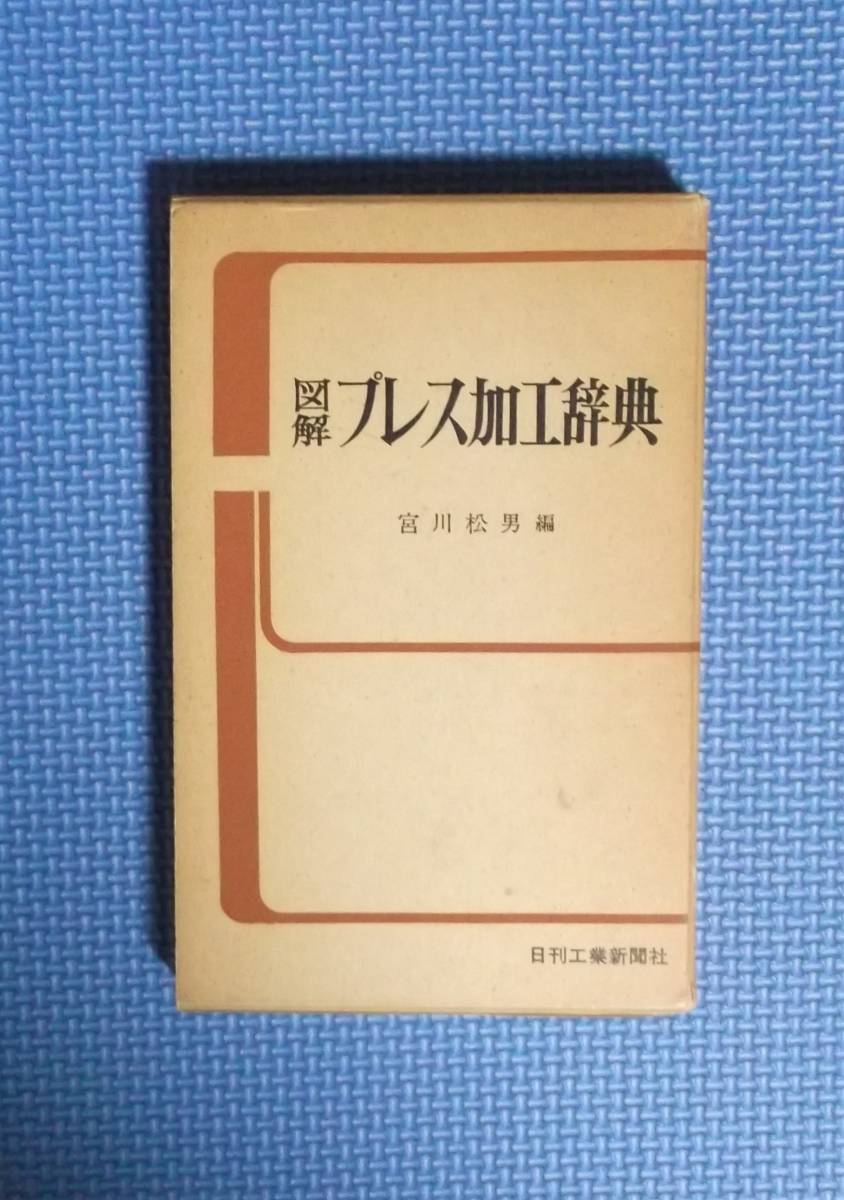 図解 プレス加工辞典
宮川松男編
日刊工業新聞社